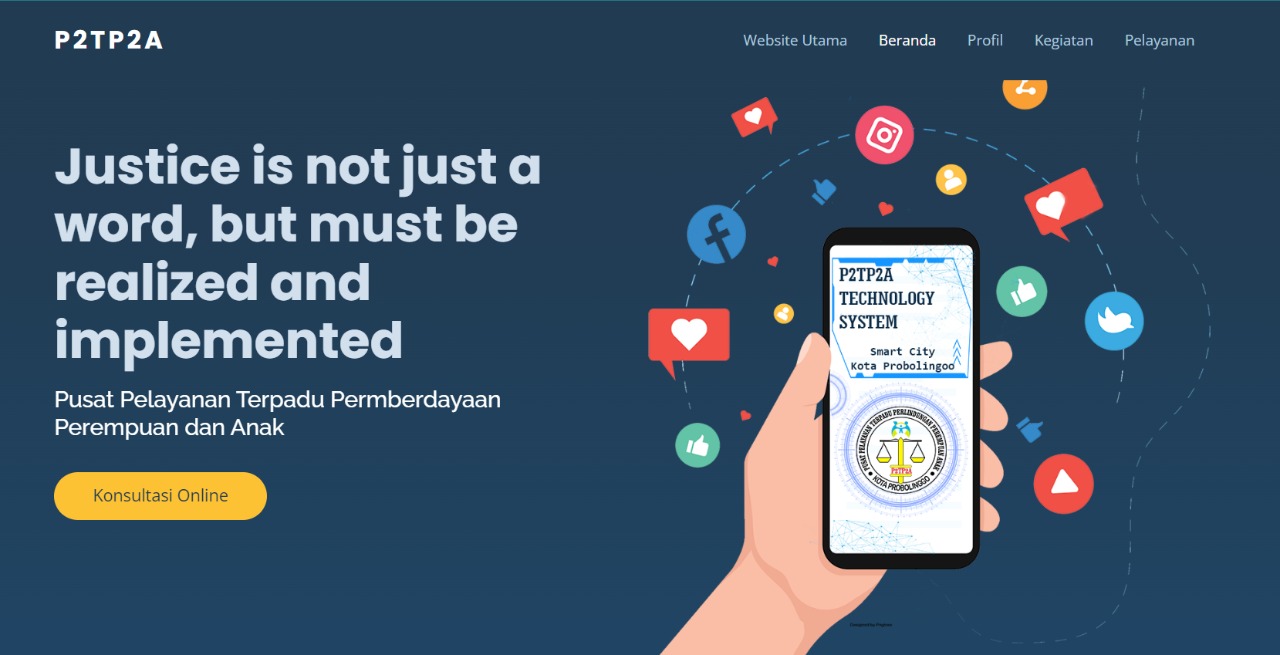 P2TP2A
Website Utama Beranda Profil Kegiatan Pelayanan
Justice is not just a
word, but must be
realized and
implemented
Pusat Pelayanan Terpadu Permberdayaan
Perempuan dan Anak
Konsultasi Online
P2TP2A
TECHNOLOGY
SYSTEM
Smart City
Kota Probolingoo
PUSAT PELAYANAN TERPADU PERLINDUNGAN PEREMPUAN ANAK
P2TP2A
KOTA PROBOLINGGO